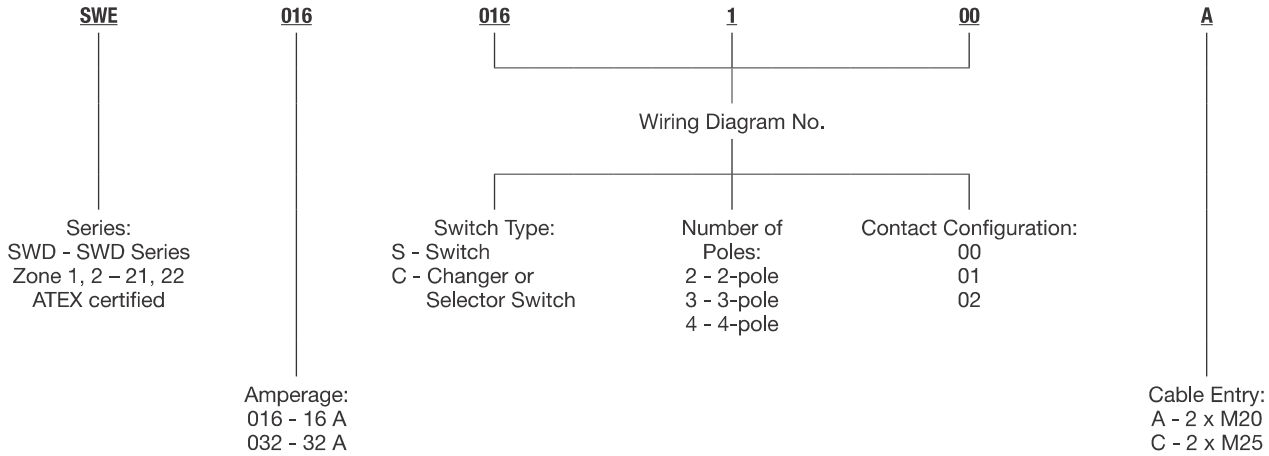 SWE 016 016 1 00 A
Wiring Diagram No.
Series:
SWD - SWD Series
Zone 1, 2 – 21, 22
ATEX certified
Switch Type:
S - Switch
C - Changer or
Selector Switch
Number of
Poles:
2 - 2-pole
3 - 3-pole
4 - 4-pole
Contact Configuration:
00
01
02
Amperage:
016 - 16 A
032 - 32 A
Cable Entry:
A - 2 x M20
C - 2 x M25